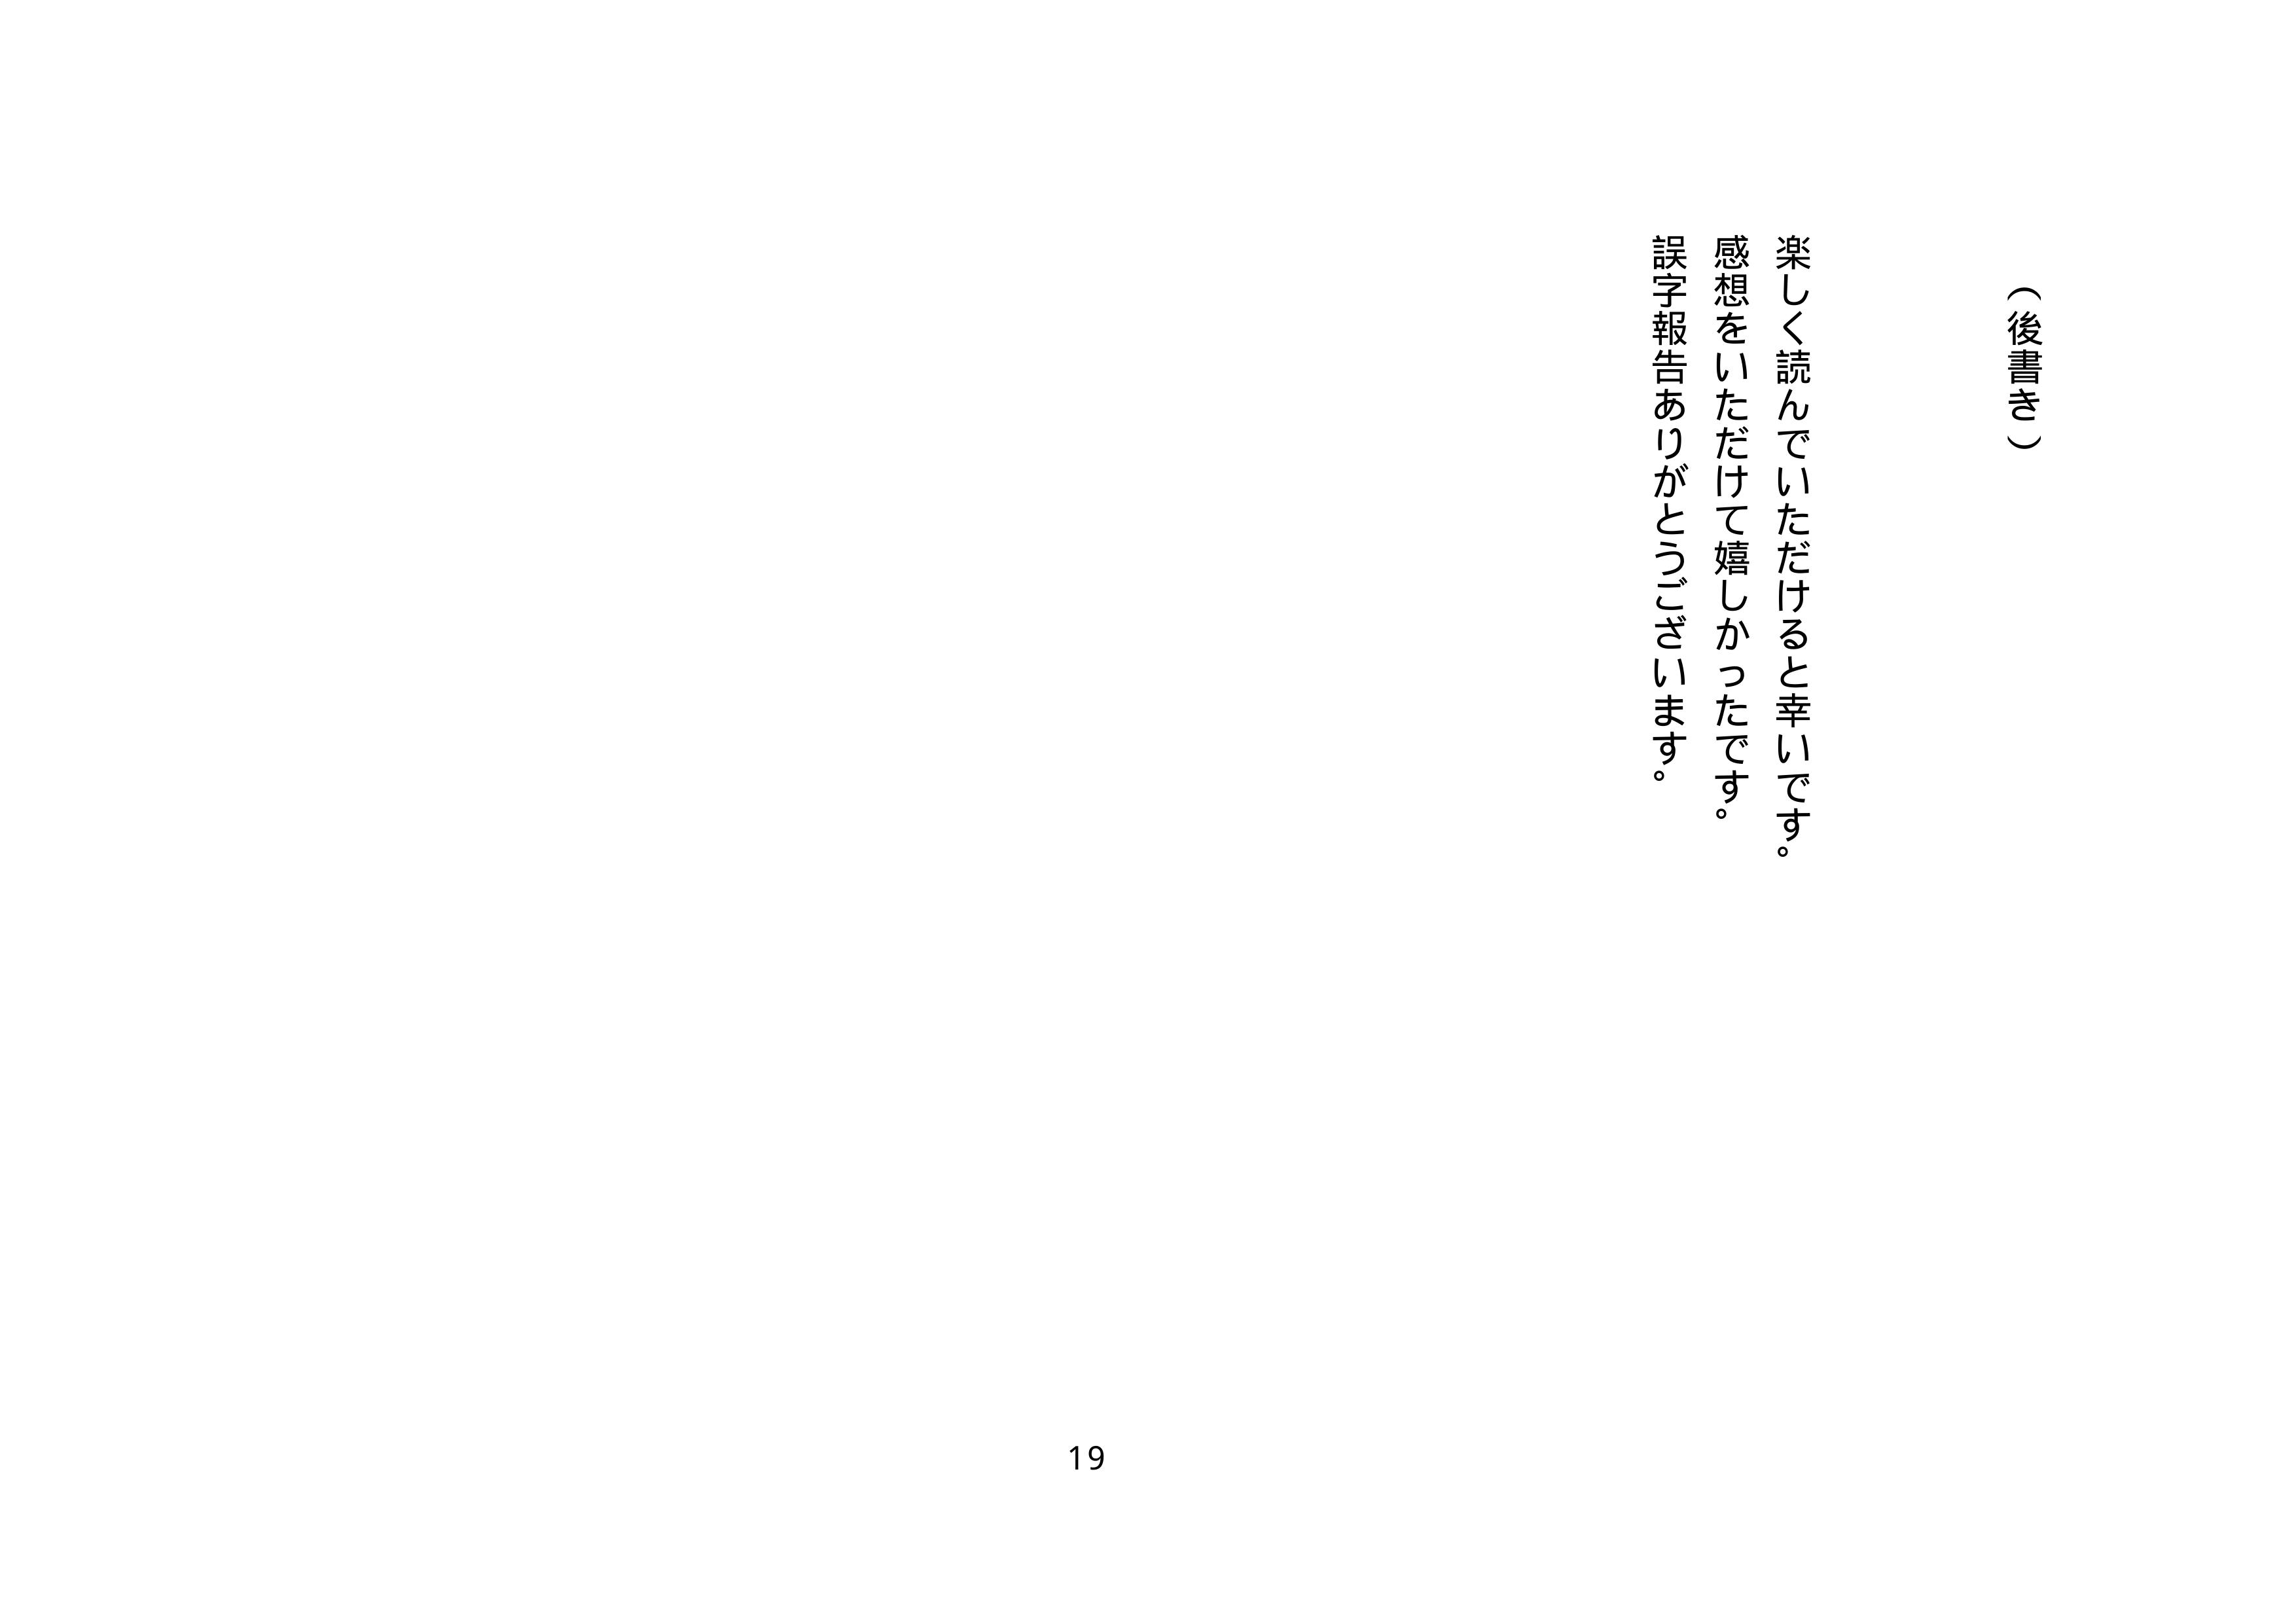 （後書き）
楽しく読んでいただけると幸いです。
感想をいただけて嬉しかったです。
誤字報告ありがとうございます。
19